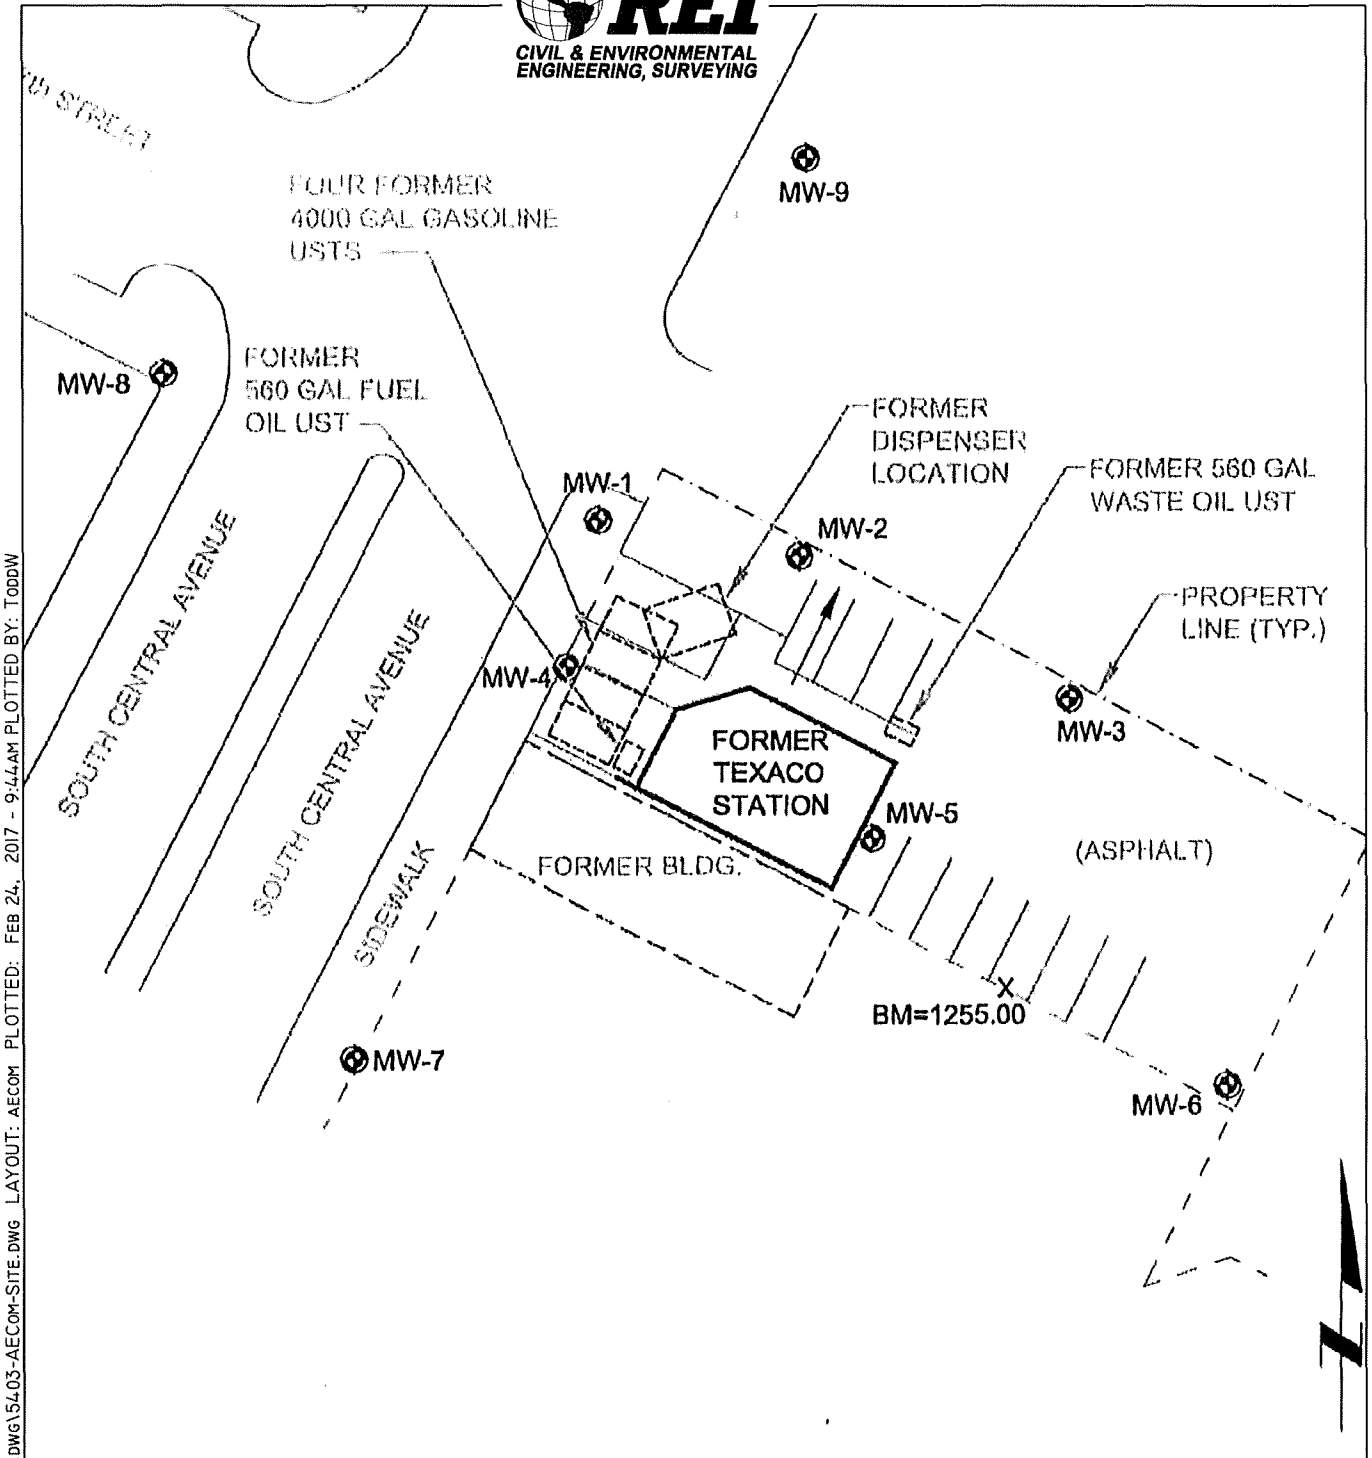 REI
CIVIL & ENVIRONMENTAL
ENGINEERING, SURVEYING
STREET
MW-9
FOUR FORMER
4000 GAL GASOLINE
USTS
MW-8
FORMER
560 GAL FUEL
OIL UST
FORMER
DISPENSER
LOCATION
FORMER 560 GAL
WASTE OIL UST
MW-1
MW-2
PROPERTY
LINE (TYP.)
MW-4
MW-3
FORMER
TEXACO
STATION
MW-5
(ASPHALT)
FORMER BLDG.
SOUTH CENTRAL AVENUE
SOUTH CENTRAL AVENUE
SIDEWALK
X
BM=1255.00
MW-7
MW-6
DWG\5403-AECOM-SITE.DWG LAYOUT: AECOM PLOTTED: FEB 24, 2017 - 9:44AM PLOTTED BY: TODDW